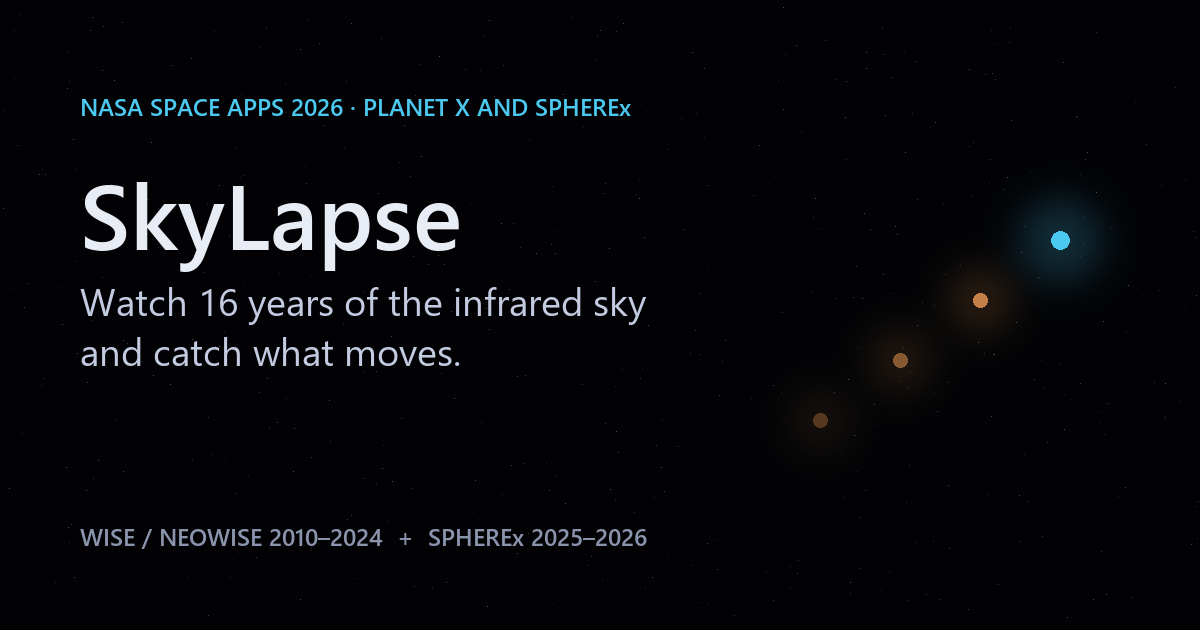 NASA SPACE APPS 2026 · PLANET X AND SPHEREx
SkyLapse
Watch 16 years of the infrared sky
and catch what moves.
WISE / NEOWISE 2010–2024 + SPHEREx 2025–2026